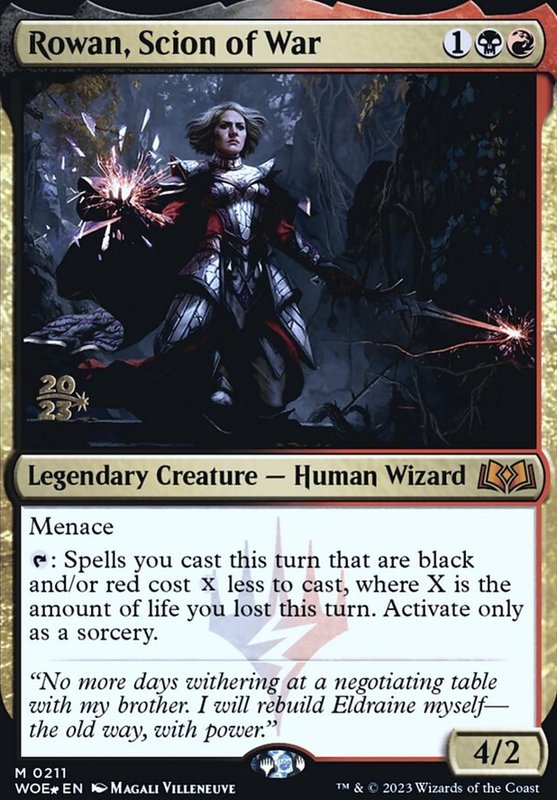 Rowan, Scion of War 1
20
23
Legendary Creature — Human Wizard
Menace
: Spells you cast this turn that are black
and/or red cost X less to cast, where X is the
amount of life you lost this turn. Activate only
as a sorcery.
“No more days withering at a negotiating table
with my brother. I will rebuild Eldraine myself—
the old way, with power.”
4/2
M 0211
WOE★EN Magali Villeneuve ™ & © 2023 Wizards of the Coast